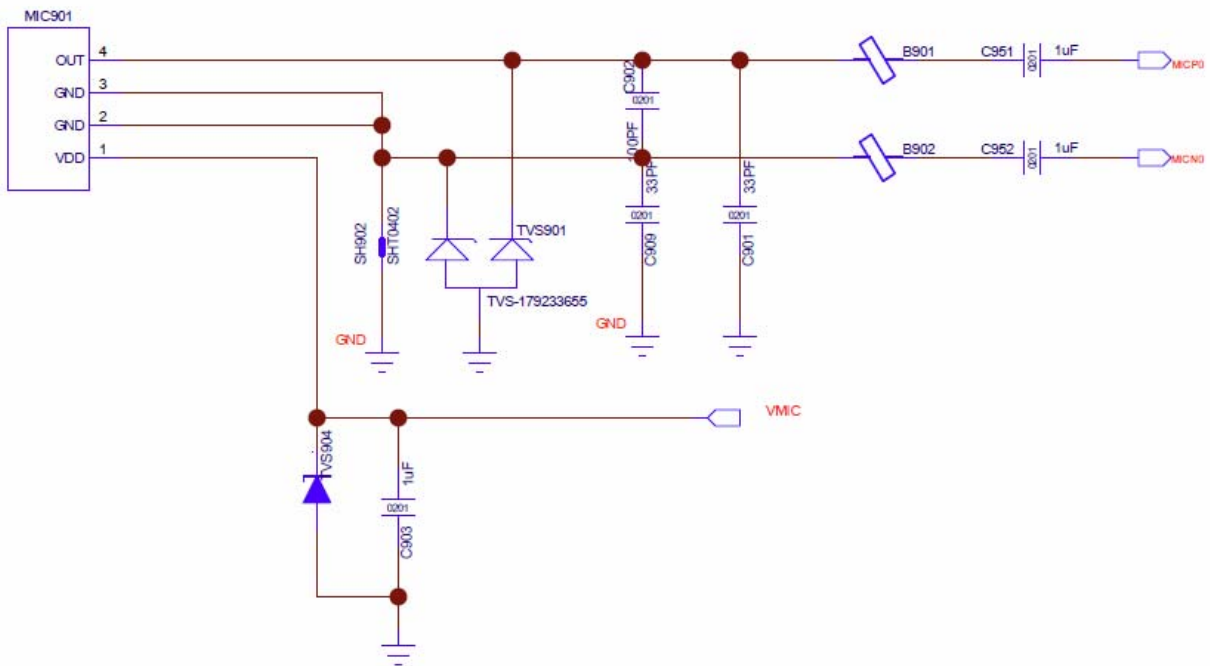 MIC901
OUT 4
GND 3
GND 2
VDD 1
B901
C951
0201
1uF
MICP0
B902
C952
0201
1uF
MICN0
C902
0201
100PF
33PF
0201
C909
33PF
0201
C901
SH902
SHT0402
TVS901
TVS-179233655
GND
GND
VMIC
TVS904
1uF
0201
C903